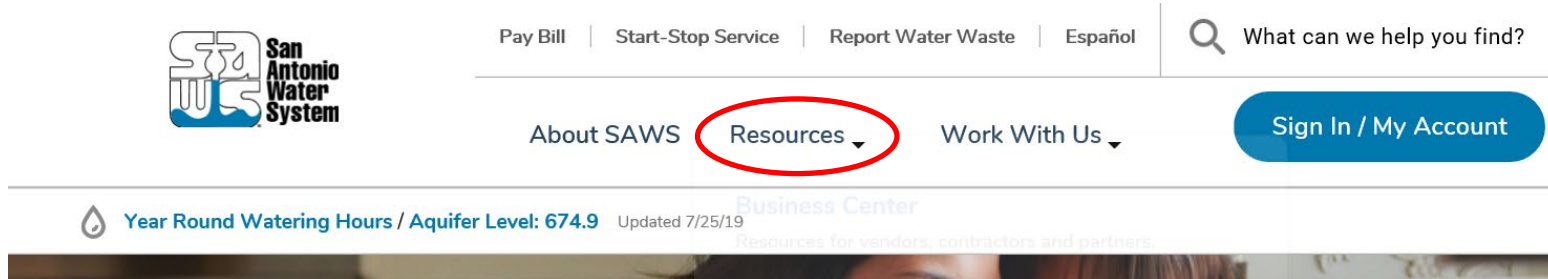 San
Antonio
Water
System
Pay Bill | Start-Stop Service | Report Water Waste | Español
What can we help you find?
About SAWS Resources Work With Us
Sign In / My Account
Year Round Watering Hours / Aquifer Level: 674.9 Updated 7/25/19
Business Center
Resources for vendors, contractors and partners.